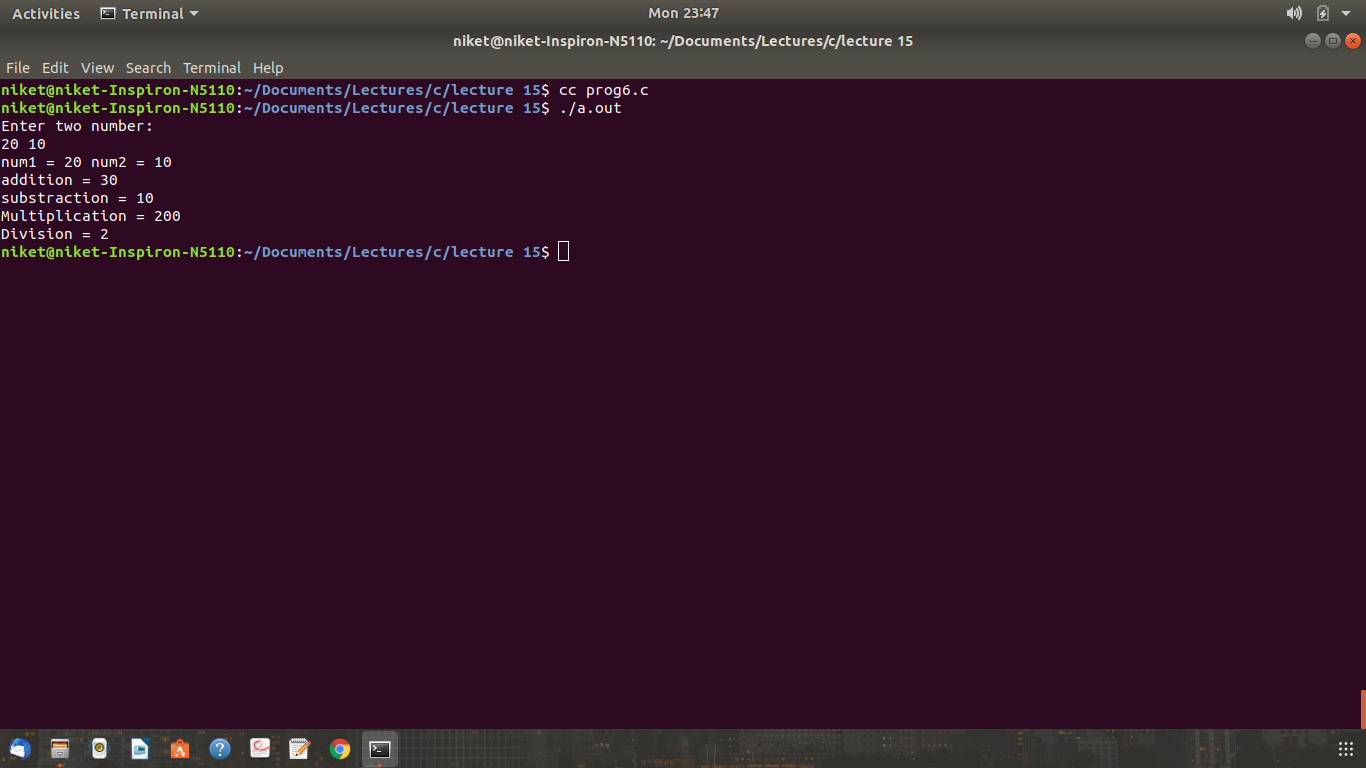 Activities Terminal Mon 23:47
niket@niket-Inspiron-N5110: ~/Documents/Lectures/c/lecture 15
File Edit View Search Terminal Help
niket@niket-Inspiron-N5110:~/Documents/Lectures/c/lecture 15$ cc prog6.c
niket@niket-Inspiron-N5110:~/Documents/Lectures/c/lecture 15$ ./a.out
Enter two number:
20 10
num1 = 20 num2 = 10
addition = 30
substraction = 10
Multiplication = 200
Division = 2
niket@niket-Inspiron-N5110:~/Documents/Lectures/c/lecture 15$